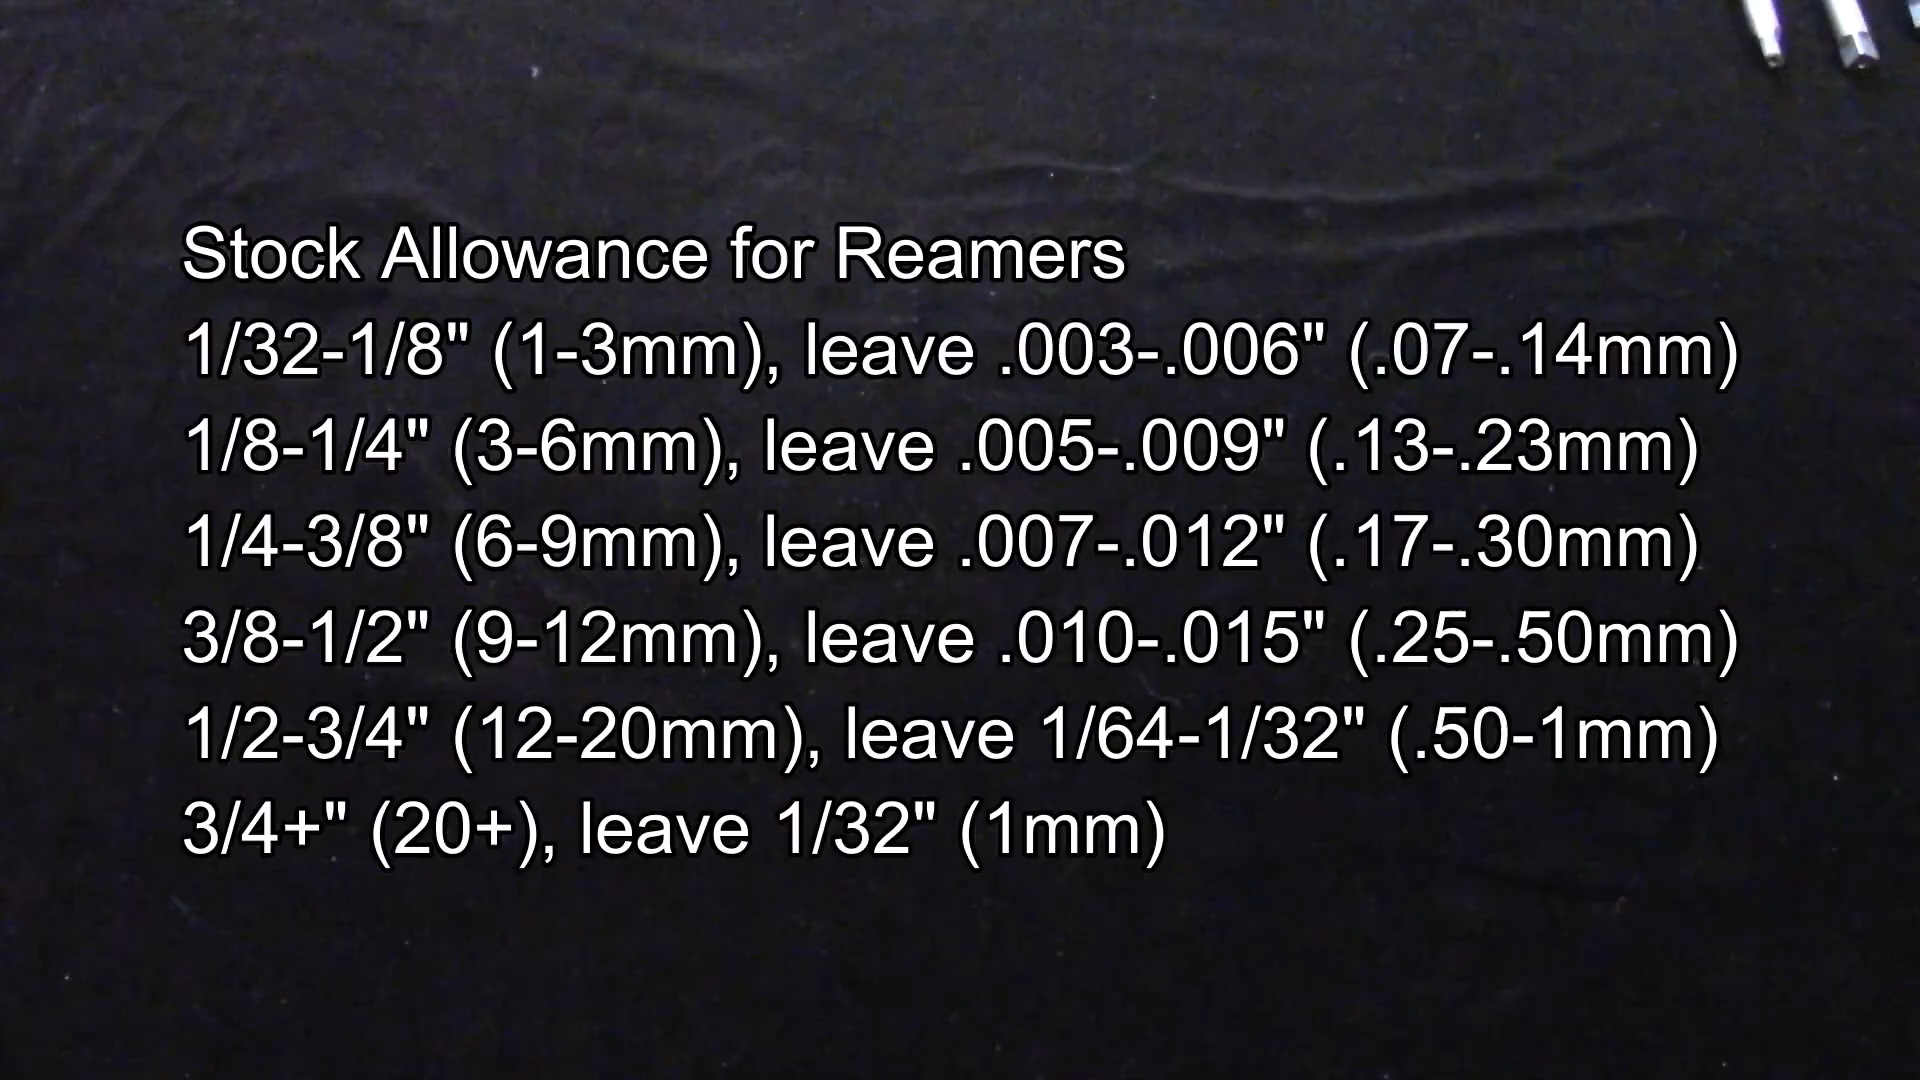 Stock Allowance for Reamers
1/32-1/8" (1-3mm), leave .003-.006" (.07-.14mm)
1/8-1/4" (3-6mm), leave .005-.009" (.13-.23mm)
1/4-3/8" (6-9mm), leave .007-.012" (.17-.30mm)
3/8-1/2" (9-12mm), leave .010-.015" (.25-.50mm)
1/2-3/4" (12-20mm), leave 1/64-1/32" (.50-1mm)
3/4+" (20+), leave 1/32" (1mm)